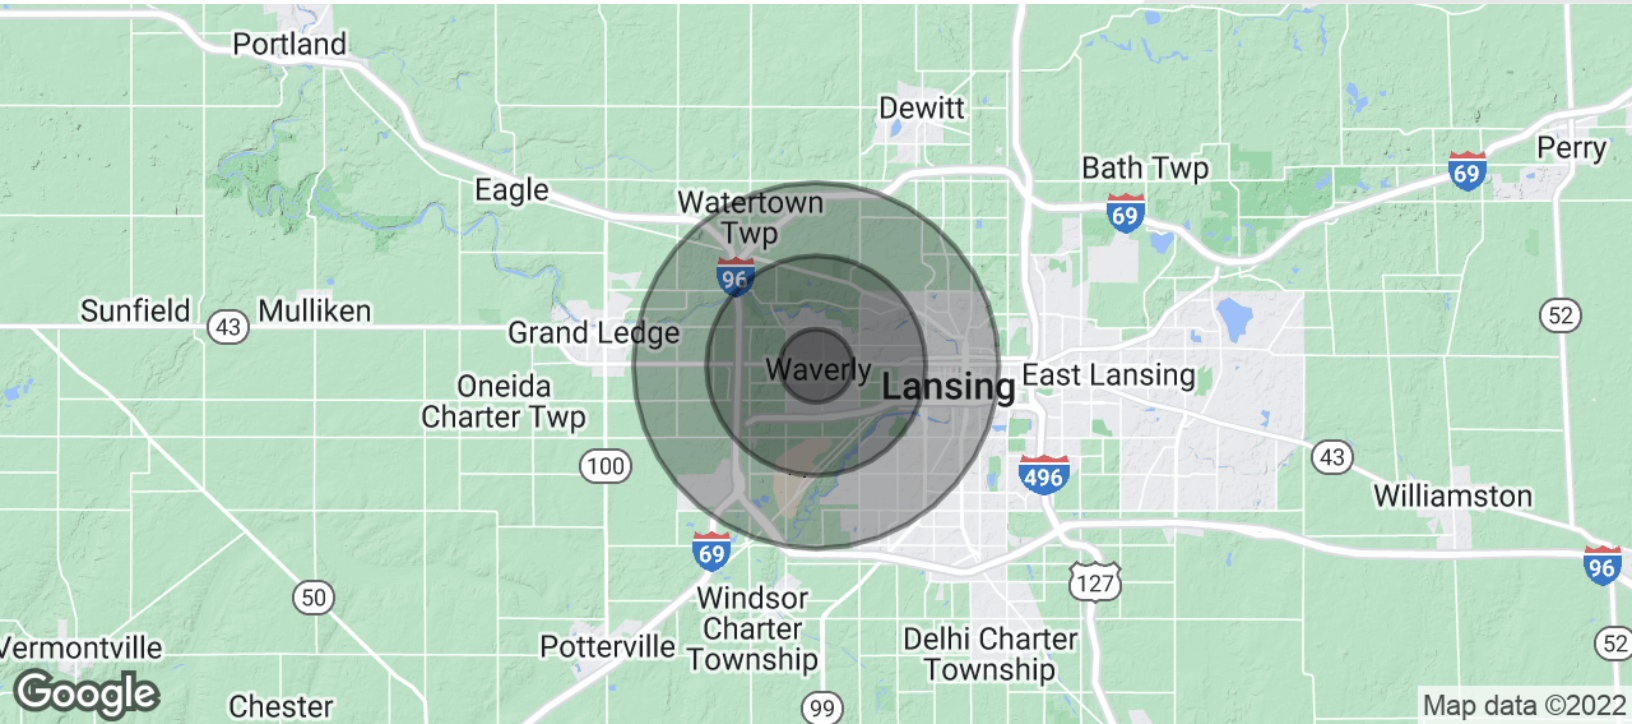 Portland
Dewitt
Perry
Bath Twp
69
Eagle
Watertown
Twp
69
96
Sunfield
43
Mulliken
52
Grand Ledge
Waverly
Lansing
East Lansing
Oneida
Charter Twp
100
43
496
Williamston
69
96
127
50
Windsor
Charter
Township
Vermontville
Potterville
Delhi Charter
Township
52
Google
Chester
99
Map data ©2022